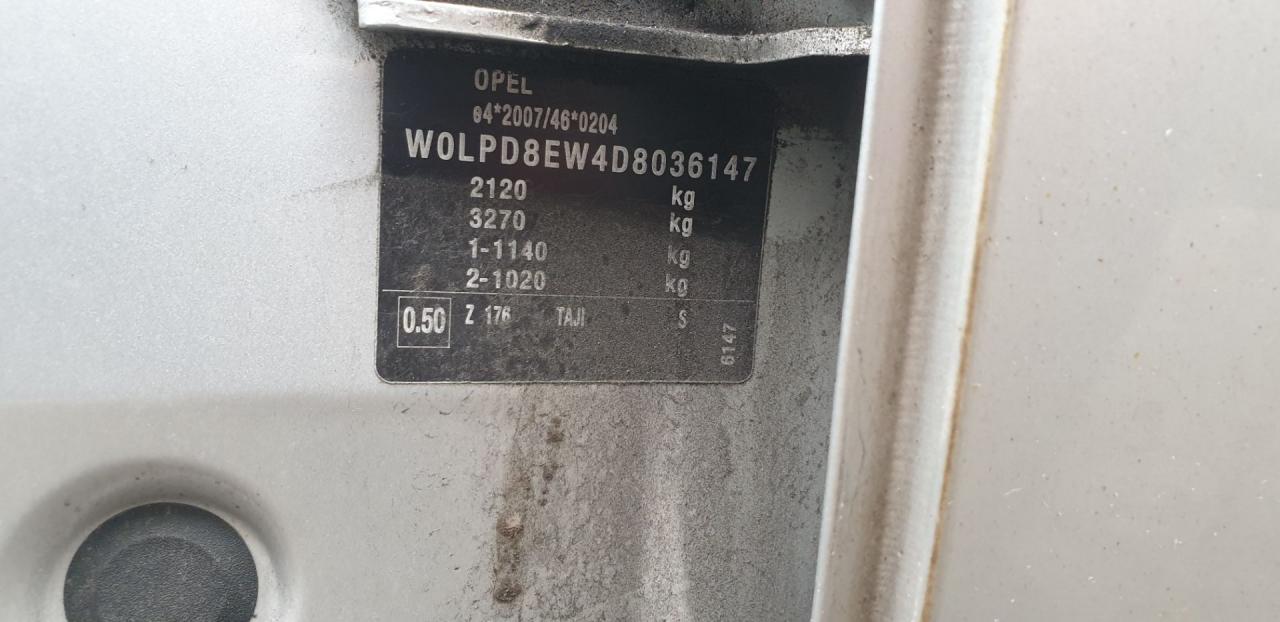 OPEL
e4*2007/46*0204
W0LPD8EW4D8036147
2120 kg
3270 kg
1-1140 kg
2-1020 kg
0.50 Z 176 TAJI S
6147